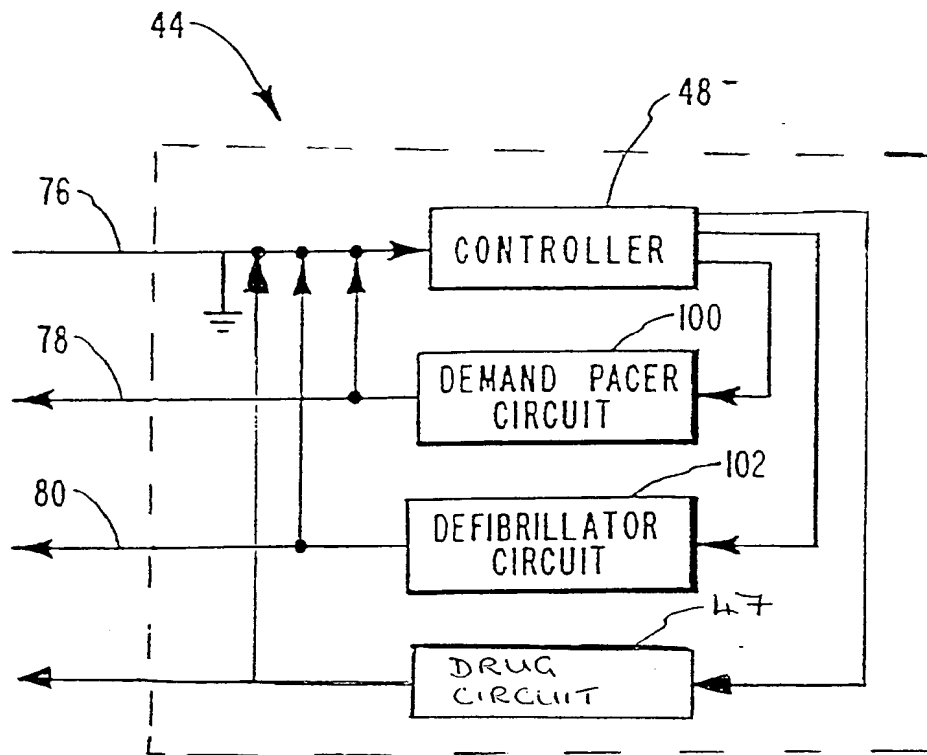 44
48
76
CONTROLLER
100
78
DEMAND PACER
CIRCUIT
102
80
DEFIBRILLATOR
CIRCUIT
47
DRUG
CIRCUIT